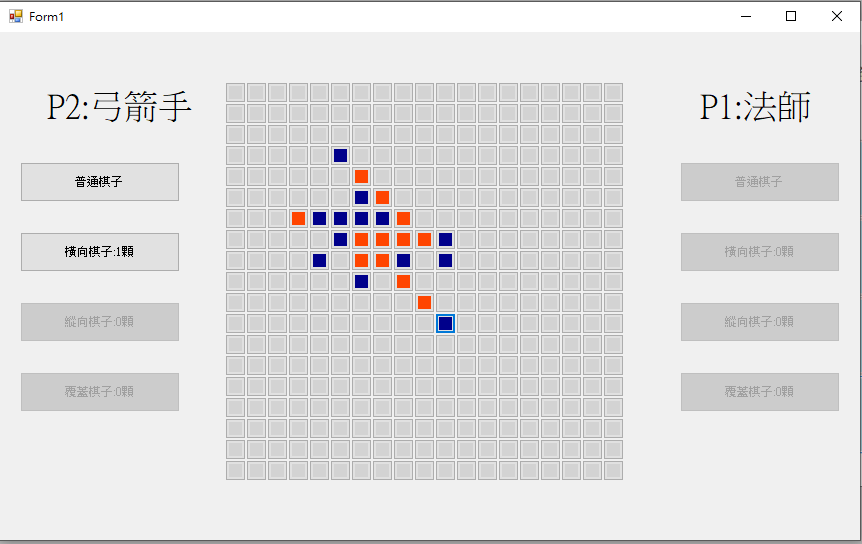 Form1
P2:弓箭手
普通棋子
橫向棋子:1顆
縱向棋子:0顆
覆蓋棋子:0顆
P1:法師
普通棋子
橫向棋子:0顆
縱向棋子:0顆
覆蓋棋子:0顆